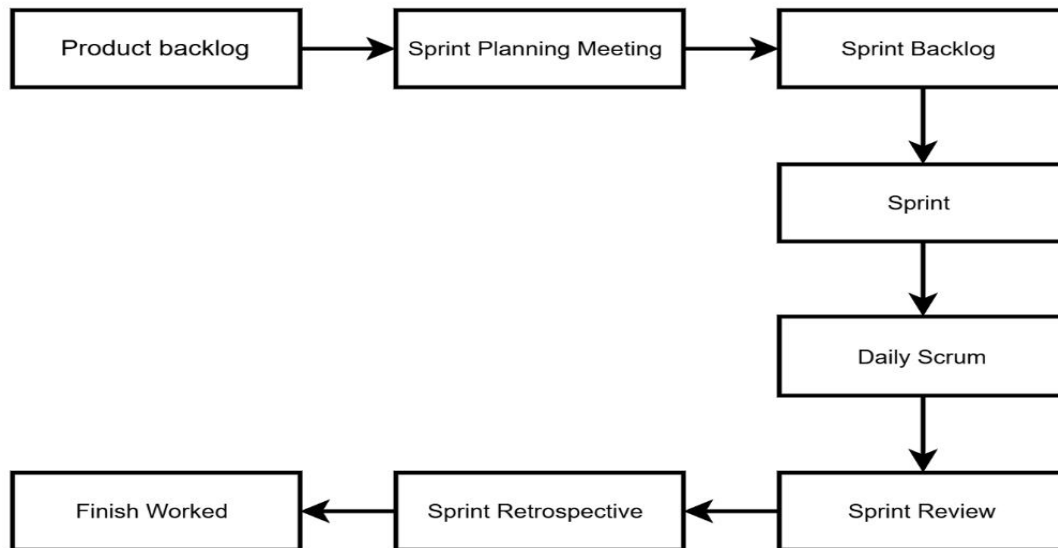 Product backlog
Sprint Planning Meeting
Sprint Backlog
Sprint
Daily Scrum
Sprint Review
Sprint Retrospective
Finish Worked